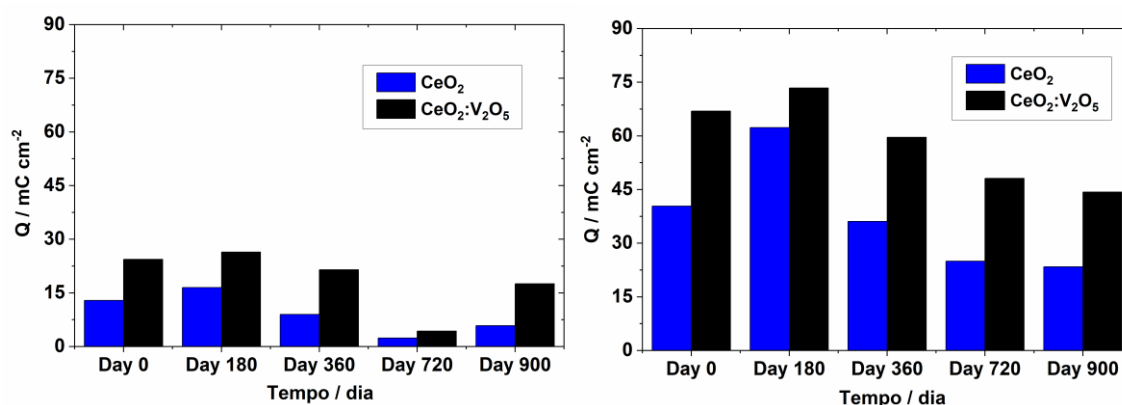 90
75
60
45
30
15
0
Q / mC cm⁻²
CeO₂
CeO₂:V₂O₅
Day 0 Day 180 Day 360 Day 720 Day 900
Tempo / dia
90
75
60
45
30
15
0
Q / mC cm⁻²
CeO₂
CeO₂:V₂O₅
Day 0 Day 180 Day 360 Day 720 Day 900
Tempo / dia